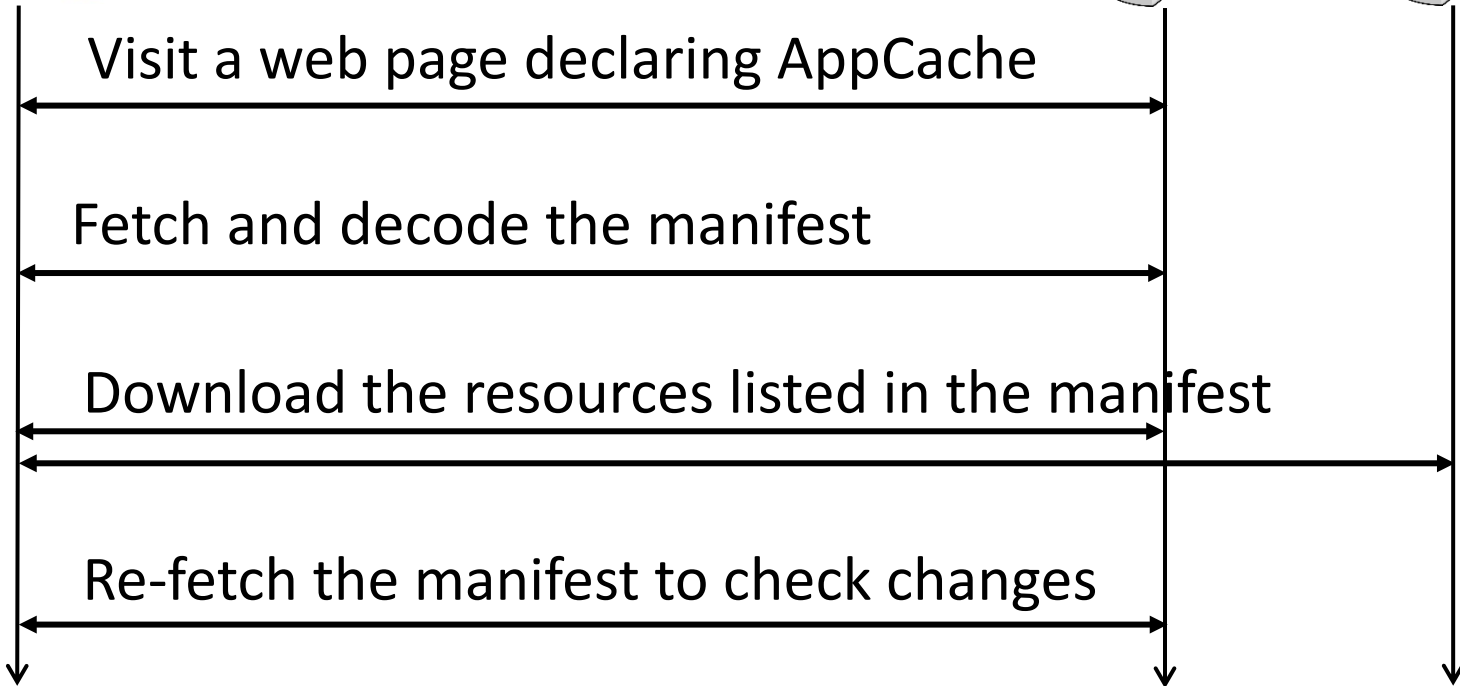 Visit a web page declaring AppCache
Fetch and decode the manifest
Download the resources listed in the manifest
Re-fetch the manifest to check changes